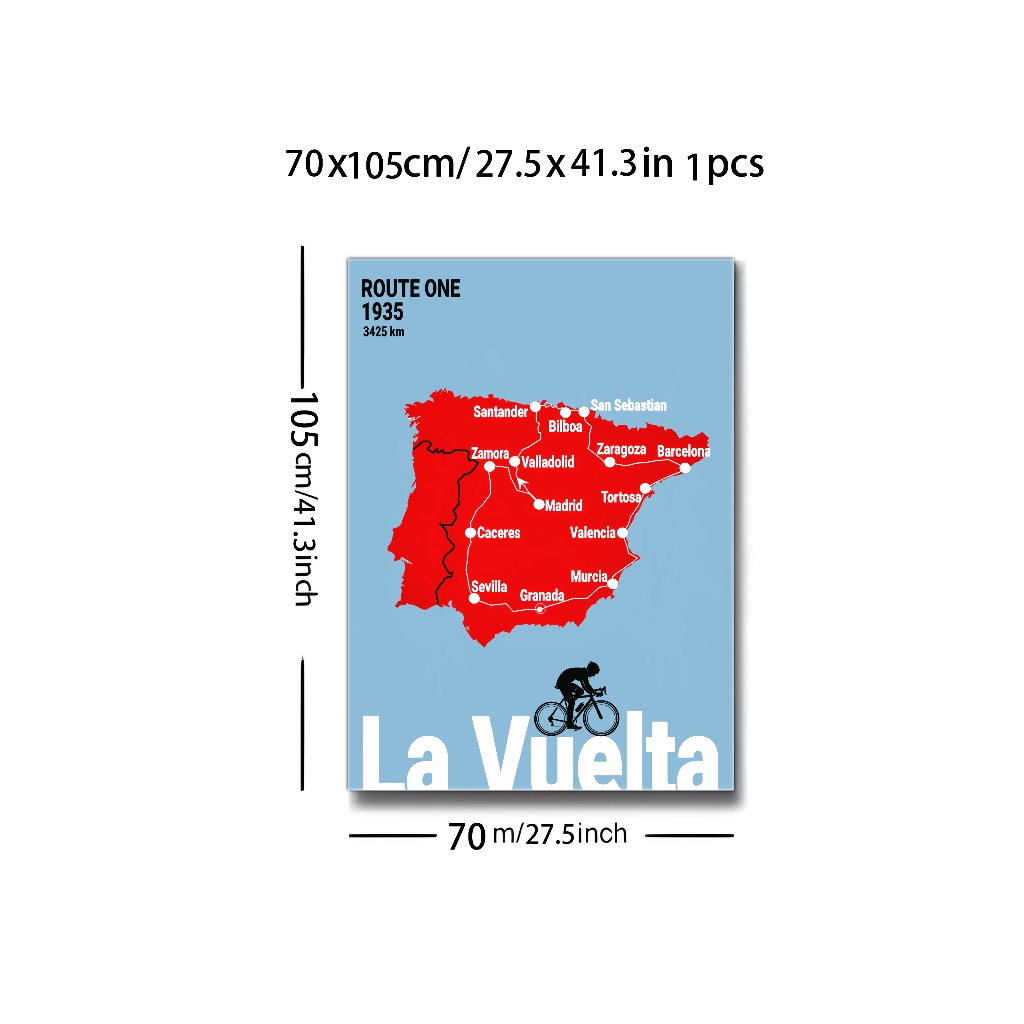 70x105cm/ 27.5x41.3in 1pcs
ROUTE ONE
1935
3425 km
Santander
San Sebastian
Bilboa
Zamora
Valladolid
Zaragoza
Barcelona
Tortosa
Madrid
Caceres
Valencia
Murcia
Sevilla
Granada
La Vuelta
105cm/41.3inch
70 m/27.5inch